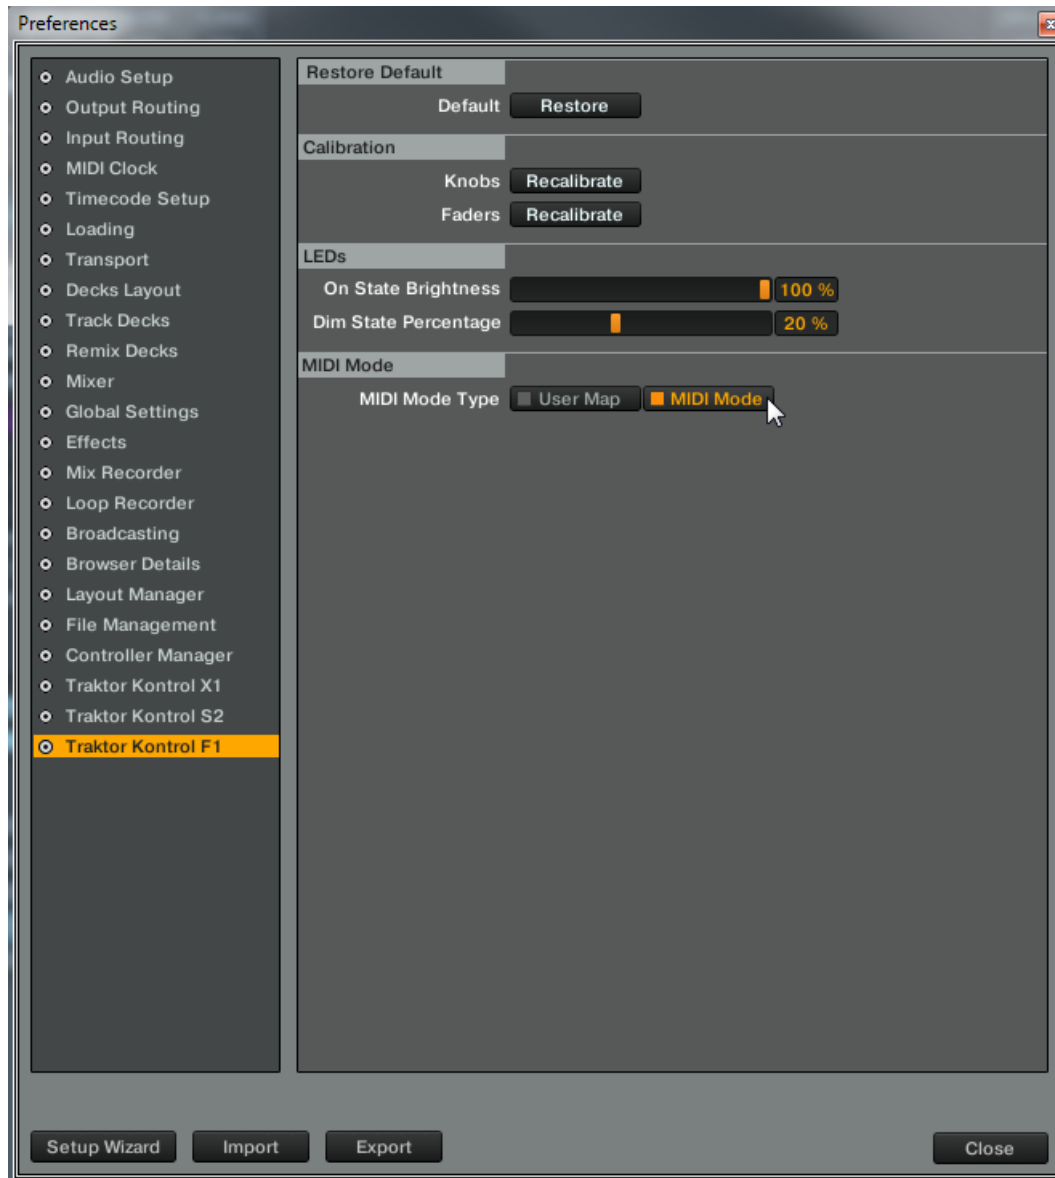 Preferences
Audio Setup
Output Routing
Input Routing
MIDI Clock
Timecode Setup
Loading
Transport
Decks Layout
Track Decks
Remix Decks
Mixer
Global Settings
Effects
Mix Recorder
Loop Recorder
Broadcasting
Browser Details
Layout Manager
File Management
Controller Manager
Traktor Kontrol X1
Traktor Kontrol S2
Traktor Kontrol F1
Restore Default
Default Restore
Calibration
Knobs Recalibrate
Faders Recalibrate
LEDs
On State Brightness 100 %
Dim State Percentage 20 %
MIDI Mode
MIDI Mode Type User Map MIDI Mode
Setup Wizard Import Export Close